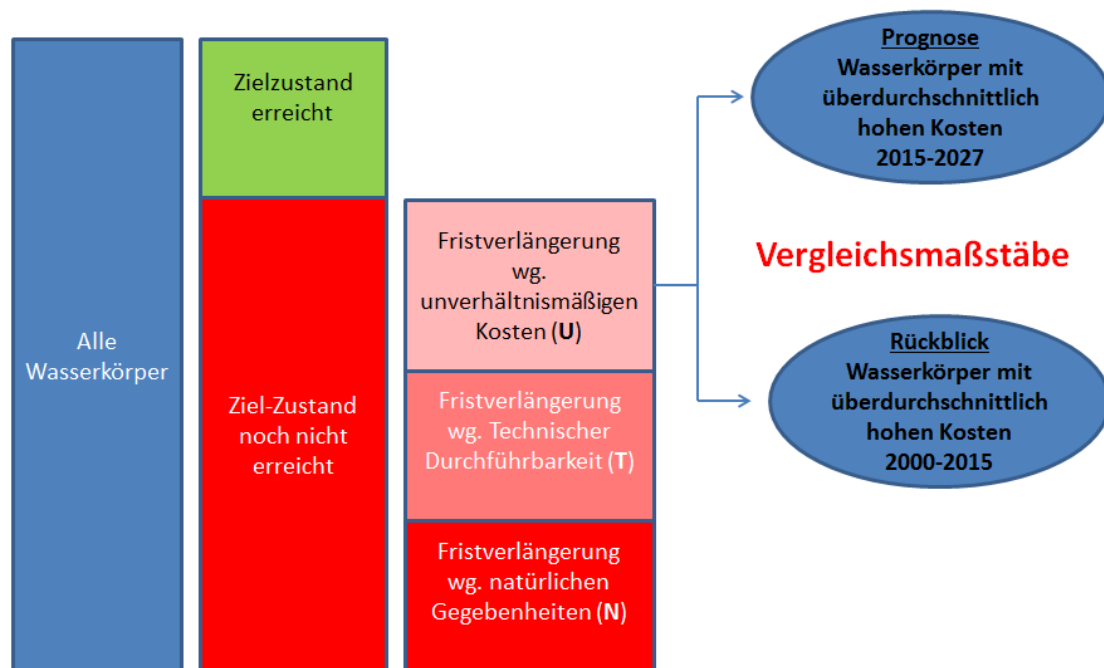 Alle
Wasserkörper
Zielzustand
erreicht
Ziel-Zustand
noch nicht
erreicht
Fristverlängerung
wg.
unverhältnismäßigen
Kosten (U)
Fristverlängerung
wg. Technischer
Durchführbarkeit (T)
Fristverlängerung
wg. natürlichen
Gegebenheiten (N)
Prognose
Wasserkörper mit
überdurchschnittlich
hohen Kosten
2015-2027
Vergleichsmaßstäbe
Rückblick
Wasserkörper mit
überdurchschnittlich
hohen Kosten
2000-2015